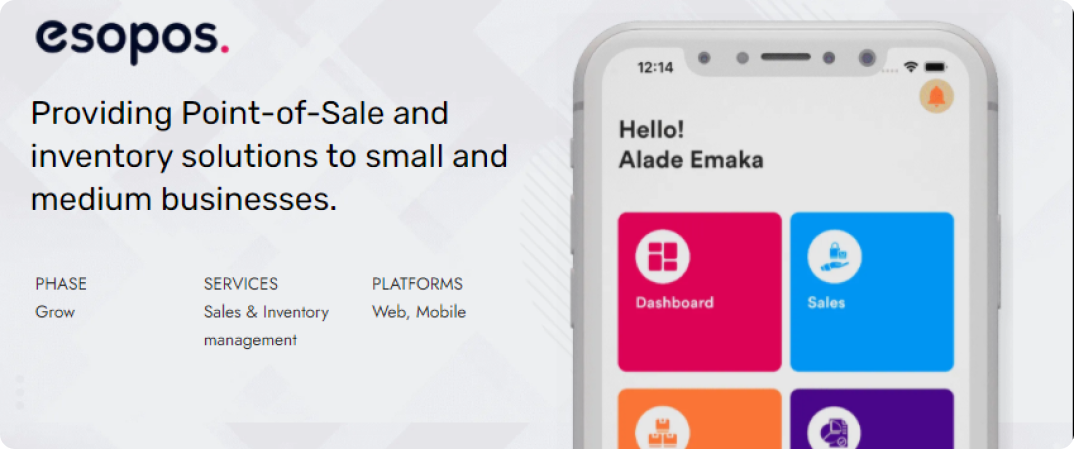 esopos.
Providing Point-of-Sale and
inventory solutions to small and
medium businesses.
PHASE
Grow
SERVICES
Sales & Inventory
management
PLATFORMS
Web, Mobile
12:14
Hello!
Alade Emaka
Dashboard
Sales